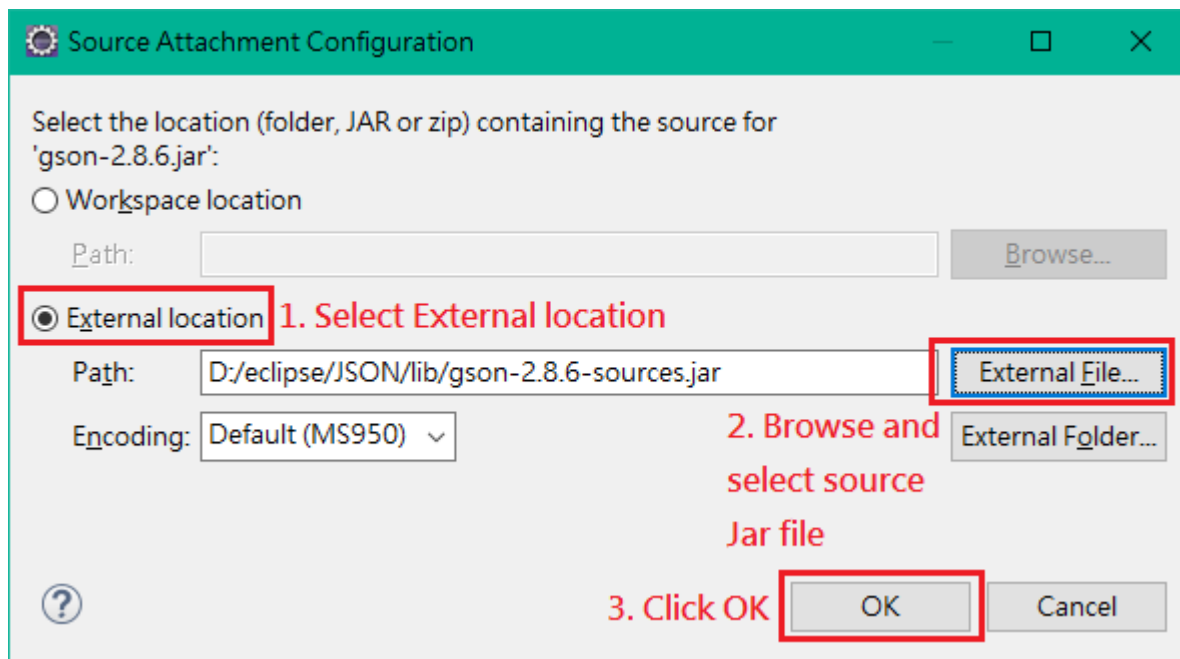 Source Attachment Configuration
Select the location (folder, JAR or zip) containing the source for
'gson-2.8.6.jar':
Workspace location
Path:
Browse...
External location 1. Select External location
Path: D:/eclipse/JSON/lib/gson-2.8.6-sources.jar External File...
Encoding: Default (MS950)
2. Browse and
select source
Jar file
External Folder...
3. Click OK OK Cancel